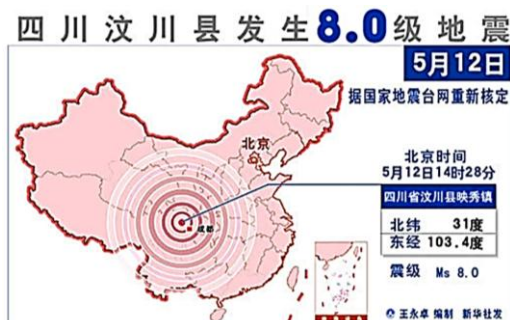 四川汶川县发生8.0级地震
5月12日
据国家地震台网重新核定
北京
北京时间
5月12日14时28分
四川省汶川县映秀镇
北纬 31度
东经 103.4度
成都
震级 Ms 8.0
王永卓 编制 新华社发